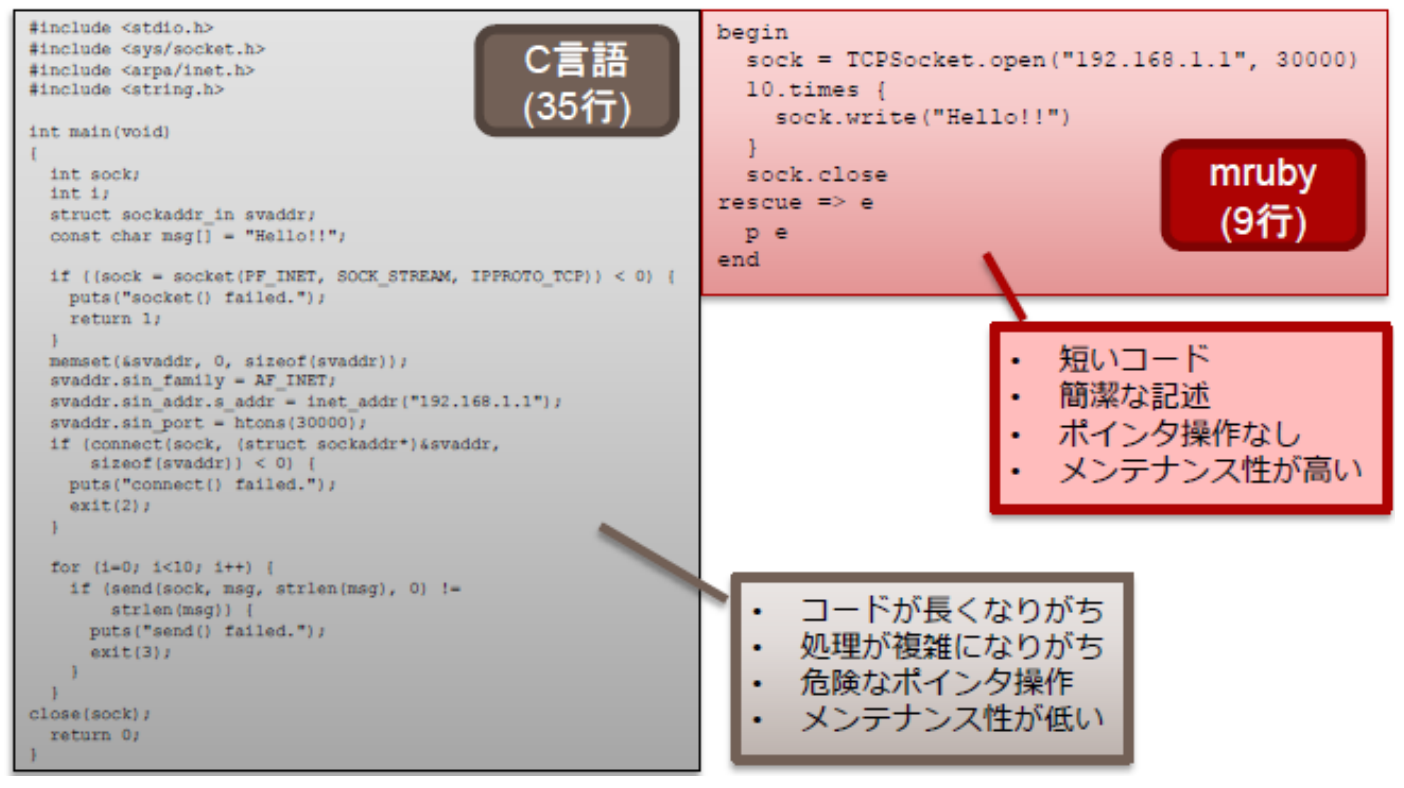 #include <stdio.h>
#include <sys/socket.h>
#include <arpa/inet.h>
#include <string.h>
int main(void)
{
int sock;
int i;
struct sockaddr_in svaddr;
const char msg[] = "Hello!!";
if ((sock = socket(PF_INET, SOCK_STREAM, IPPROTO_TCP)) < 0) {
puts("socket() failed.");
return 1;
}
memset(&svaddr, 0, sizeof(svaddr));
svaddr.sin_family = AF_INET;
svaddr.sin_addr.s_addr = inet_addr("192.168.1.1");
svaddr.sin_port = htons(30000);
if (connect(sock, (struct sockaddr*)&svaddr,
sizeof(svaddr)) < 0) {
puts("connect() failed.");
exit(2);
}
for (i=0; i<10; i++) {
if (send(sock, msg, strlen(msg), 0) !=
strlen(msg)) {
puts("send() failed.");
exit(3);
}
}
close(sock);
return 0;
}
C言語
(35行)
begin
sock = TCPSocket.open("192.168.1.1", 30000)
10.times {
sock.write("Hello!!")
}
sock.close
rescue => e
p e
end
mruby
(9行)
• 短いコード
• 簡潔な記述
• ポインタ操作なし
• メンテナンス性が高い
• コードが長くなりがち
• 処理が複雑になりがち
• 危険なポインタ操作
• メンテナンス性が低い